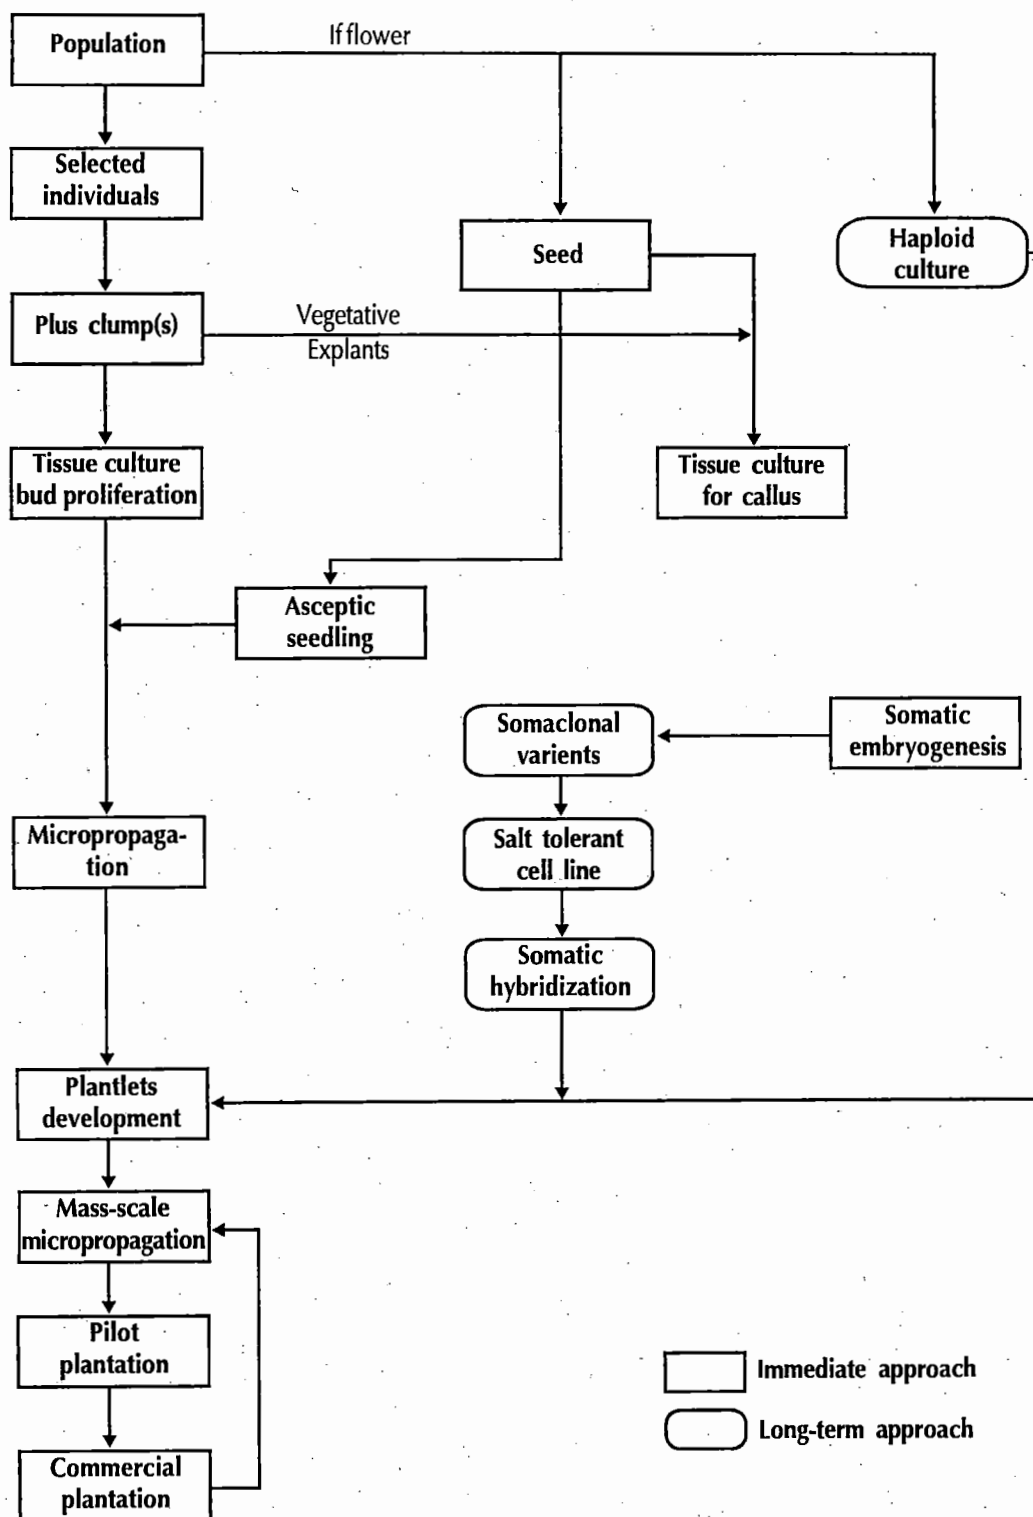 Population
If flower
Selected
individuals
Seed
Haploid
culture
Plus clump(s)
Vegetative
Explants
Tissue culture
bud proliferation
Tissue culture
for callus
Asceptic
seedling
Somaclonal
varients
Somatic
embryogenesis
Micropropaga-
tion
Salt tolerant
cell line
Somatic
hybridization
Plantlets
development
Mass-scale
micropropagation
Pilot
plantation
Immediate approach
Long-term approach
Commercial
plantation